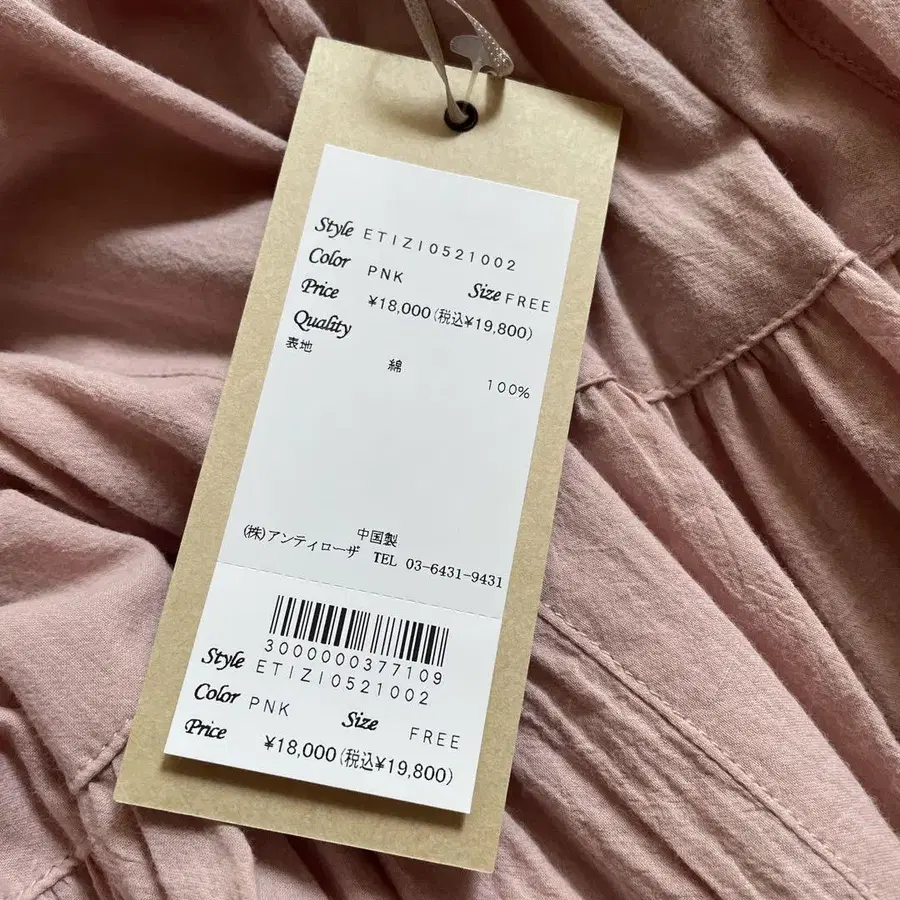 Style ETIZI0521002
Color PNK Size FREE
Price ¥18,000(税込¥19,800)
Quality
表地 綿 100%
中国製
(株)アンティローザ TEL 03-6431-9431
3000000377109
Style ETIZI0521002
Color PNK Size FREE
Price ¥18,000(税込¥19,800)